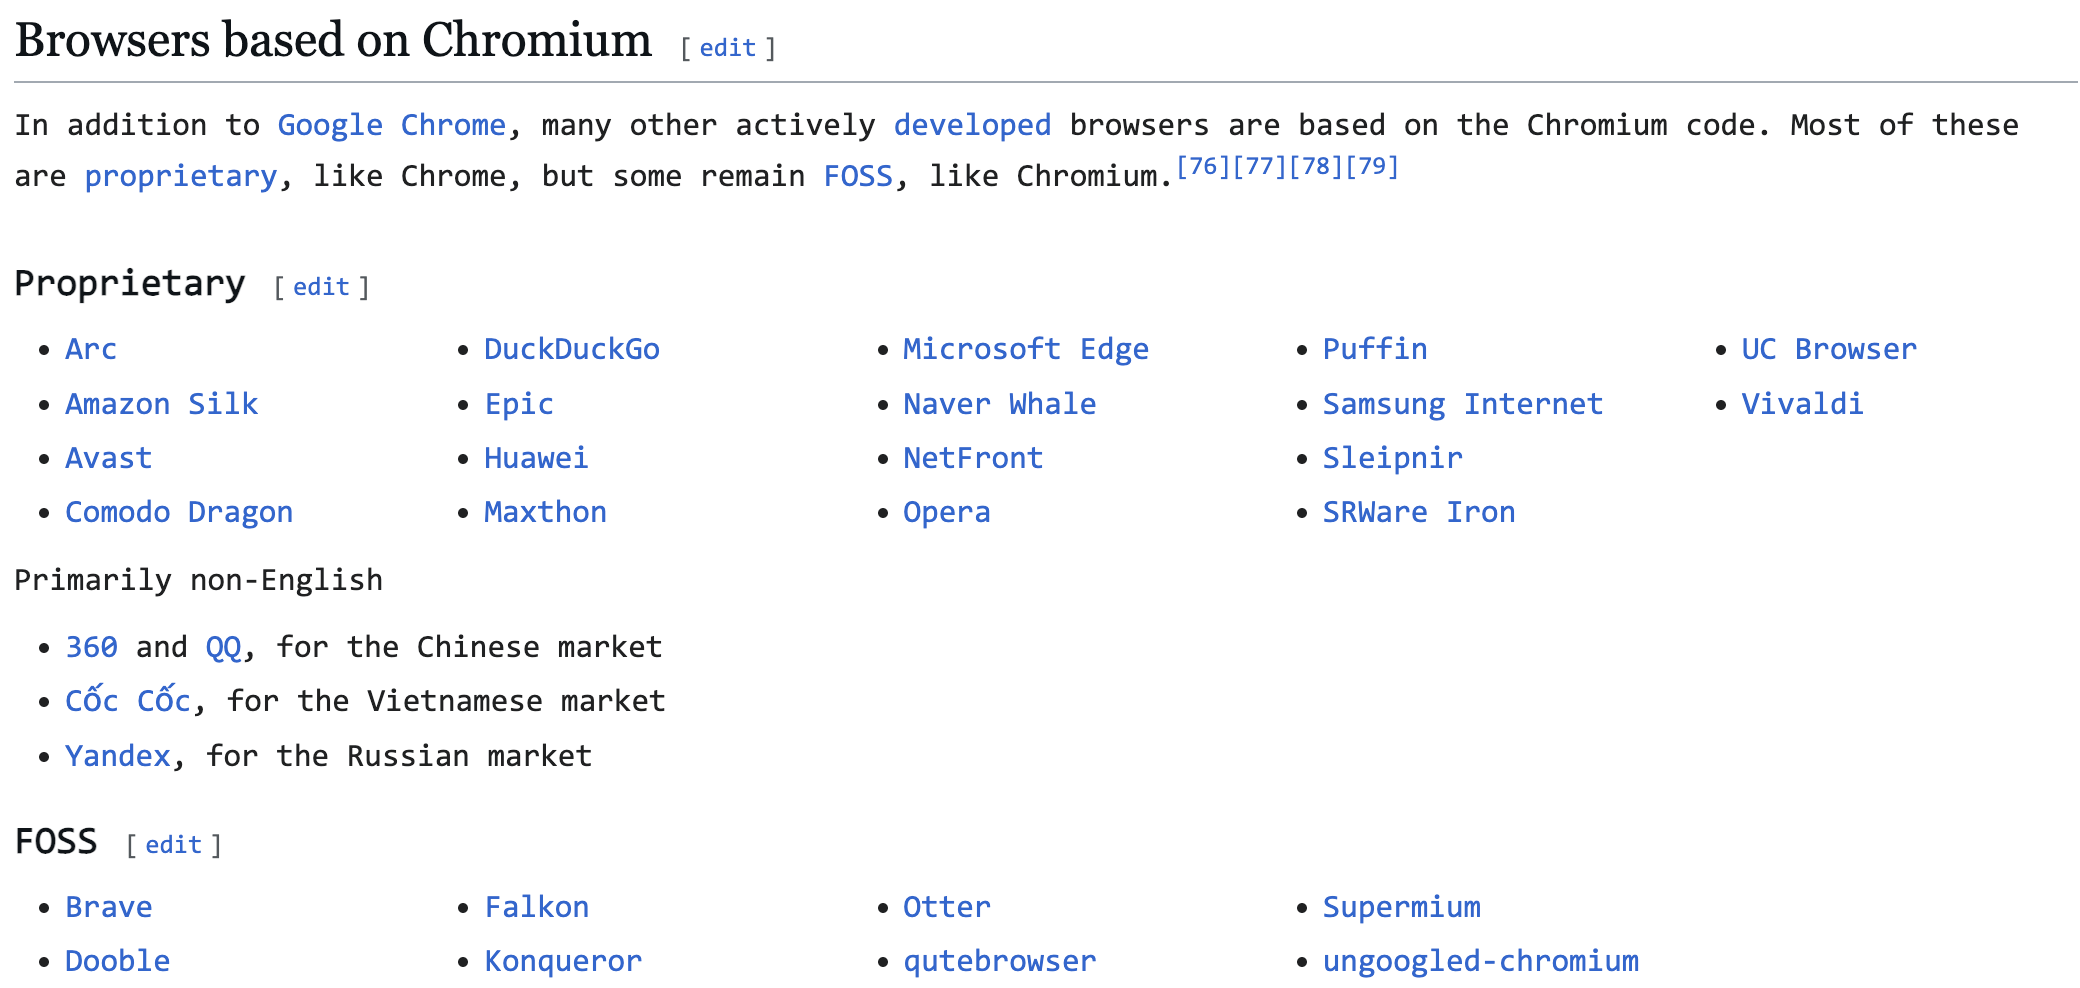 Browsers based on Chromium [ edit ]
In addition to Google Chrome, many other actively developed browsers are based on the Chromium code. Most of these
are proprietary, like Chrome, but some remain FOSS, like Chromium.[76][77][78][79]
Proprietary [ edit ]
• Arc
• Amazon Silk
• Avast
• Comodo Dragon
• DuckDuckGo
• Epic
• Huawei
• Maxthon
• Microsoft Edge
• Naver Whale
• NetFront
• Opera
• Puffin
• Samsung Internet
• Sleipnir
• SRWare Iron
• UC Browser
• Vivaldi
Primarily non-English
• 360 and QQ, for the Chinese market
• Cốc Cốc, for the Vietnamese market
• Yandex, for the Russian market
FOSS [ edit ]
• Brave
• Dooble
• Falkon
• Konqueror
• Otter
• qutebrowser
• Supermium
• ungoogled-chromium